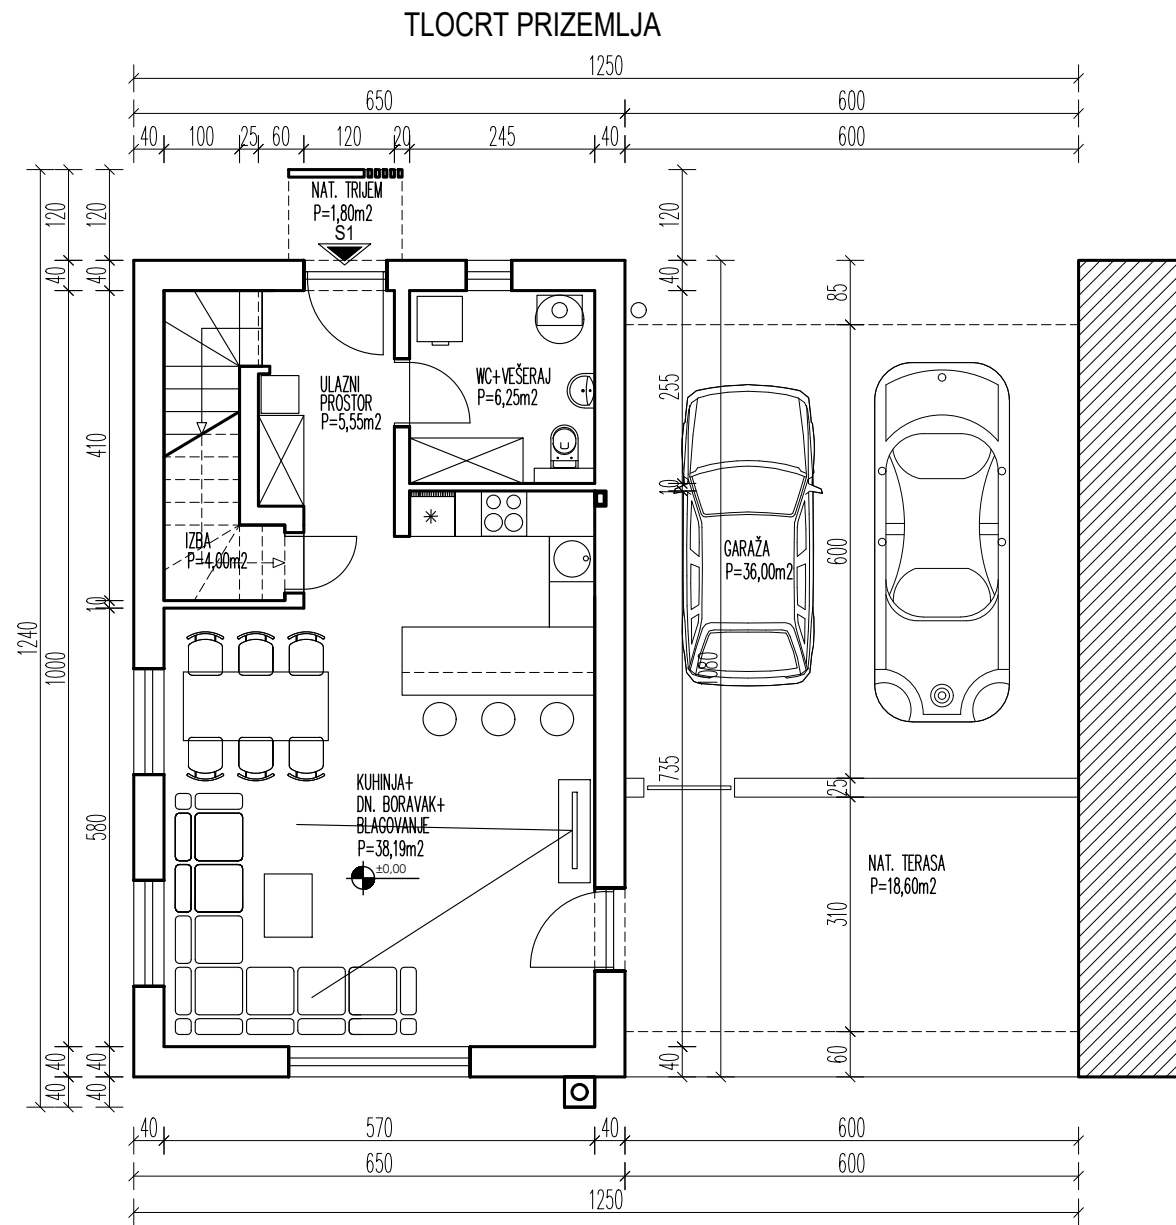 TLOCRT PRIZEMLJA
1250
650
600
40
100
25
60
120
20
245
40
600
NAT. TRIJEM
P=1,80m2
S1
120
120
120
40
40
40
85
ULAZNI
PROSTOR
P=5,55m2
WC+VEŠERAJ
P=6,25m2
255
410
10
IZBA
P=4,00m2
GARAŽA
P=36,00m2
600
10
1240
1000
1080
735
25
KUHINJA+
DN. BORAVAK+
BLAGOVANJE
P=38,19m2
±0,00
580
NAT. TERASA
P=18,60m2
310
40
40
40
60
40
40
40
570
40
600
650
600
1250